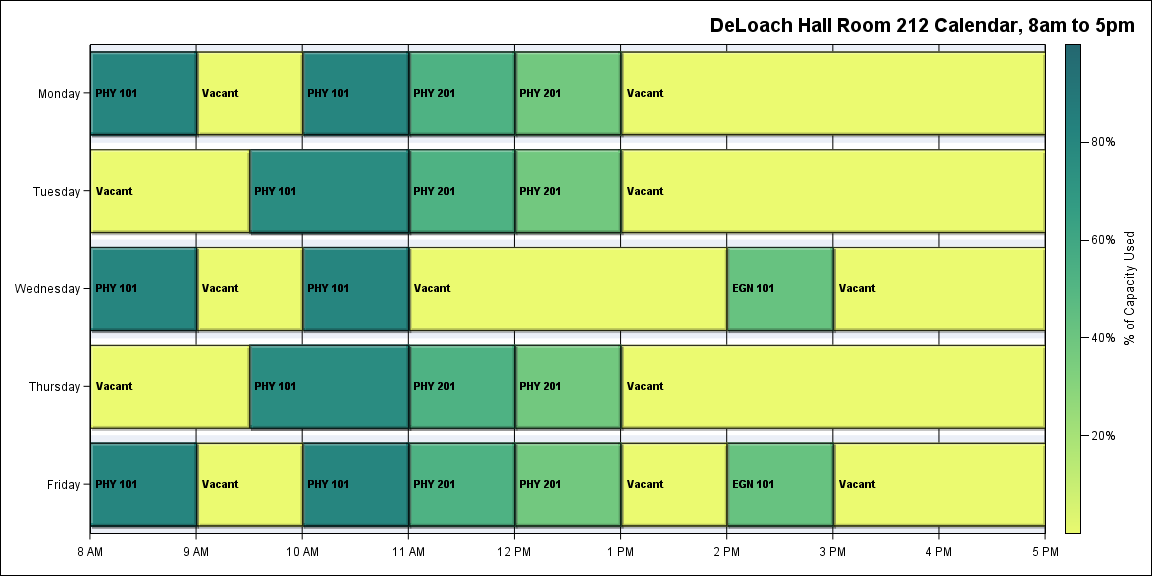 DeLoach Hall Room 212 Calendar, 8am to 5pm
Monday
PHY 101
Vacant
PHY 101
PHY 201
PHY 201
Vacant
Tuesday
Vacant
PHY 101
PHY 201
PHY 201
Vacant
Wednesday
PHY 101
Vacant
PHY 101
Vacant
EGN 101
Vacant
Thursday
Vacant
PHY 101
PHY 201
PHY 201
Vacant
Friday
PHY 101
Vacant
PHY 101
PHY 201
PHY 201
Vacant
EGN 101
Vacant
8 AM
9 AM
10 AM
11 AM
12 PM
1 PM
2 PM
3 PM
4 PM
5 PM
80%
60%
40%
20%
% of Capacity Used